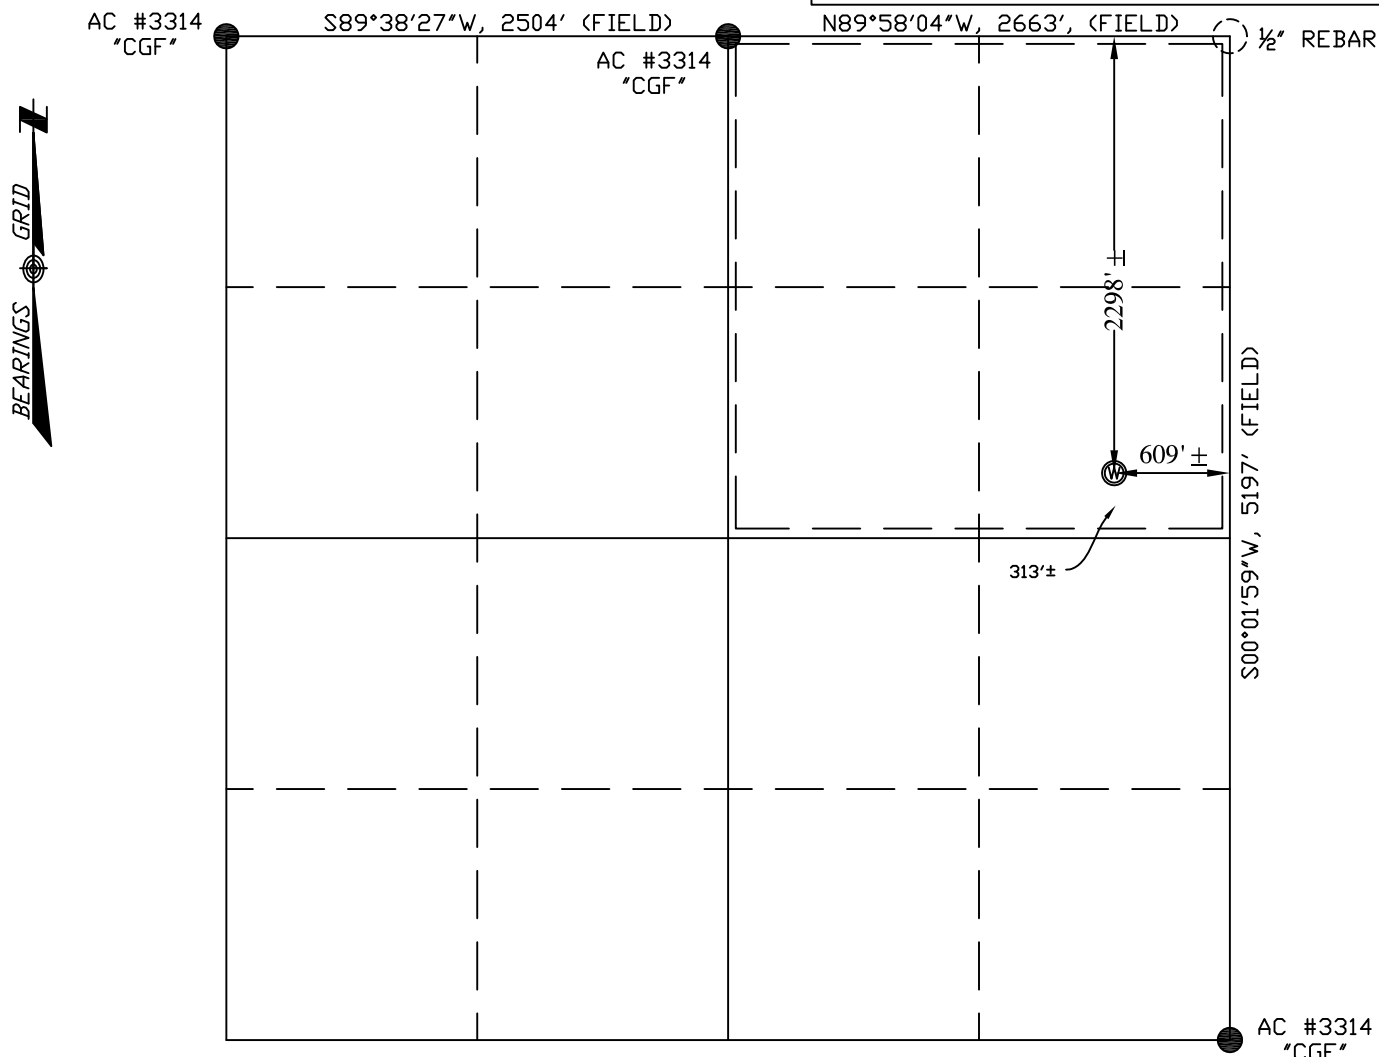 S89°38'27"W, 2504' (FIELD)
N89°58'04"W, 2663', (FIELD)
AC #3314
"CGF"
AC #3314
"CGF"
½" REBAR
GRID
BEARINGS
2298' ±
609' ±
S00°01'59"W, 5197' (FIELD)
313'±
W
AC #3314
"CGF"